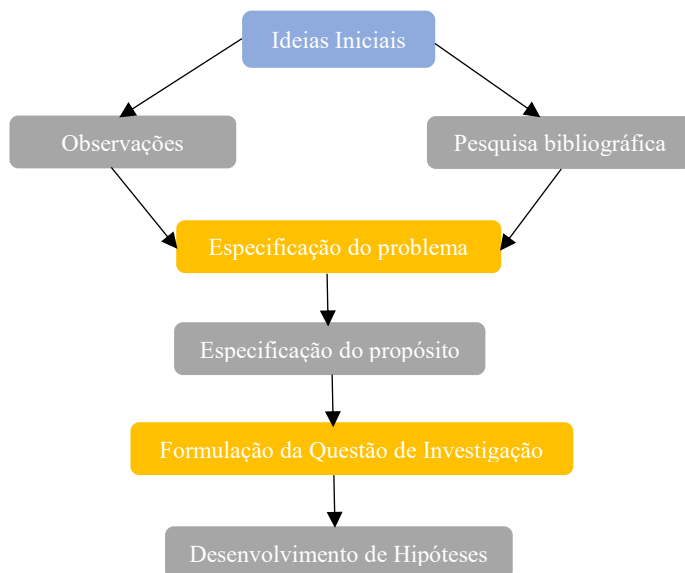 Ideias Iniciais
Observações
Pesquisa bibliográfica
Especificação do problema
Especificação do propósito
Formulação da Questão de Investigação
Desenvolvimento de Hipóteses